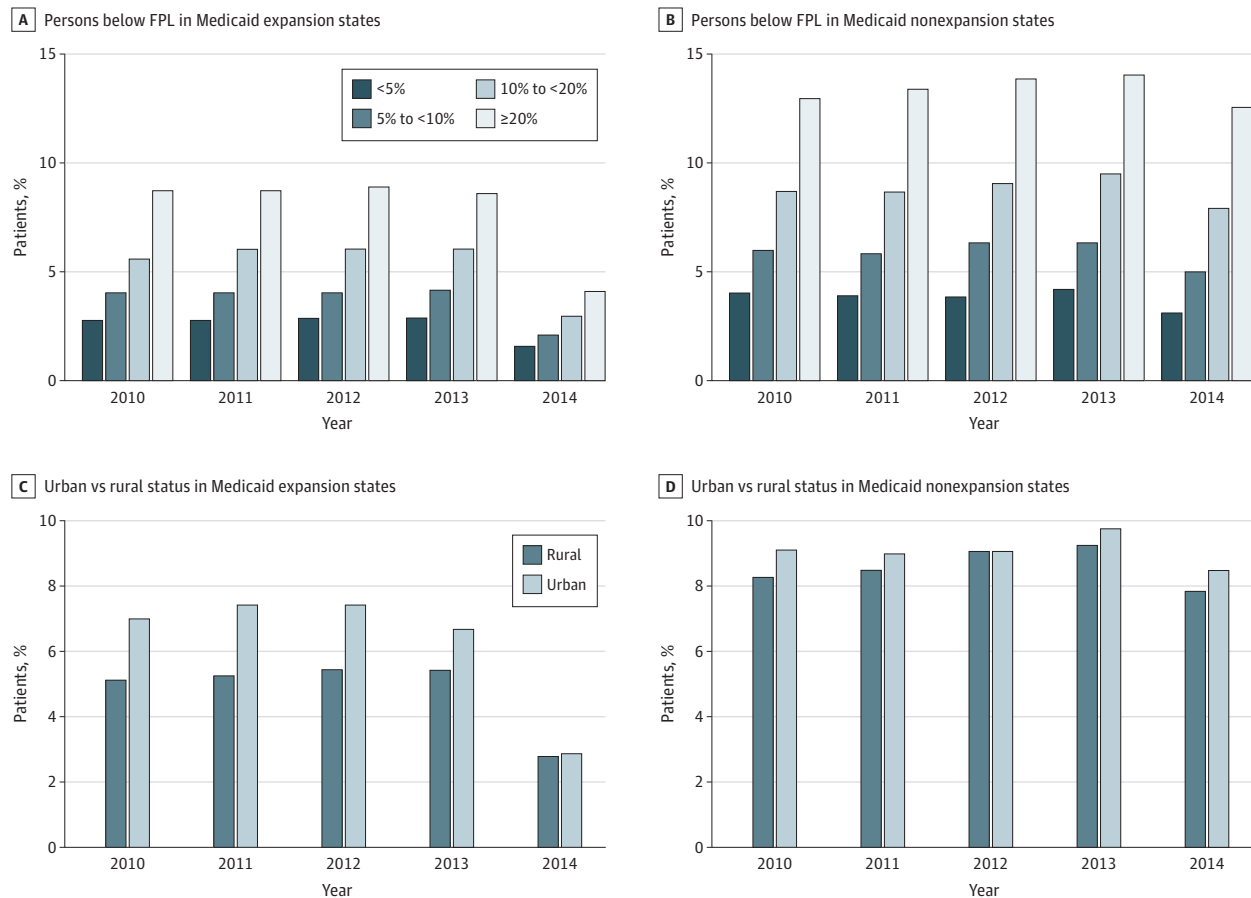 A Persons below FPL in Medicaid expansion states
15
10
5
0
Patients, %
<5%
10% to <20%
5% to <10%
≥20%
2010 2011 2012 2013 2014
Year
B Persons below FPL in Medicaid nonexpansion states
15
10
5
0
Patients, %
2010 2011 2012 2013 2014
Year
C Urban vs rural status in Medicaid expansion states
10
8
6
4
2
0
Patients, %
Rural
Urban
2010 2011 2012 2013 2014
Year
D Urban vs rural status in Medicaid nonexpansion states
10
8
6
4
2
0
Patients, %
2010 2011 2012 2013 2014
Year